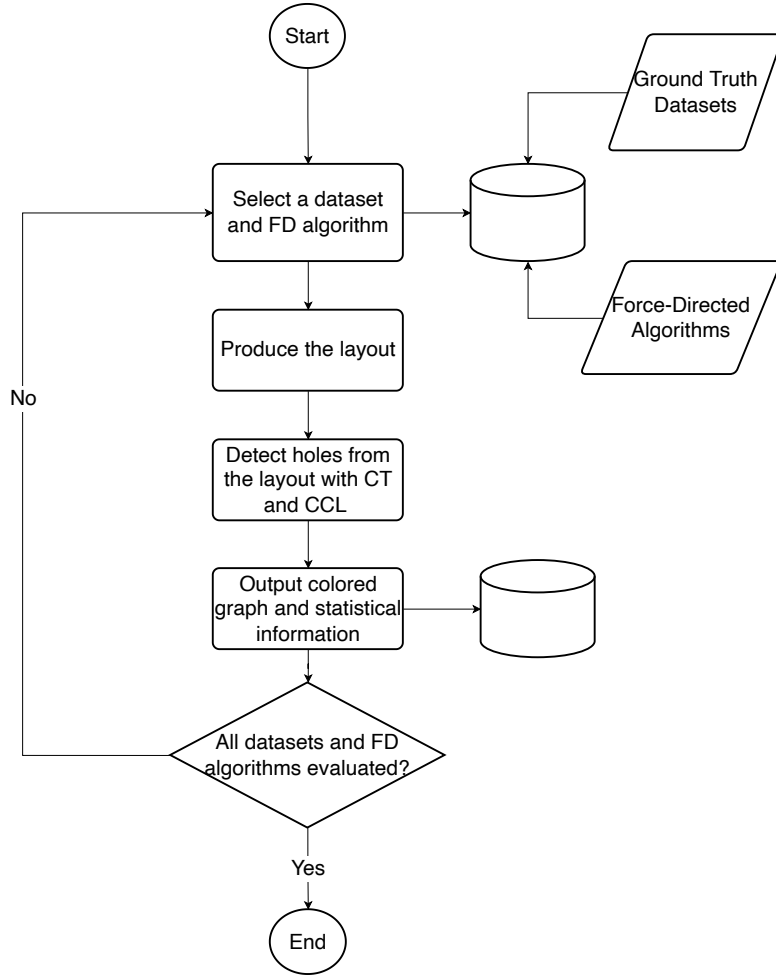 Start
Ground Truth
Datasets
Select a dataset
and FD algorithm
Force-Directed
Algorithms
Produce the layout
No
Detect holes from
the layout with CT
and CCL
Output colored
graph and statistical
information
All datasets and FD
algorithms evaluated?
Yes
End